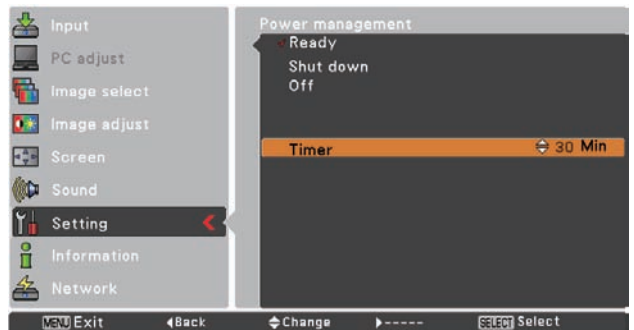 Input
PC adjust
Image select
Image adjust
Screen
Sound
Setting
Information
Network
Power management
Ready
Shut down
Off
Timer 30 Min
MENU Exit Back Change ----- SELECT Select